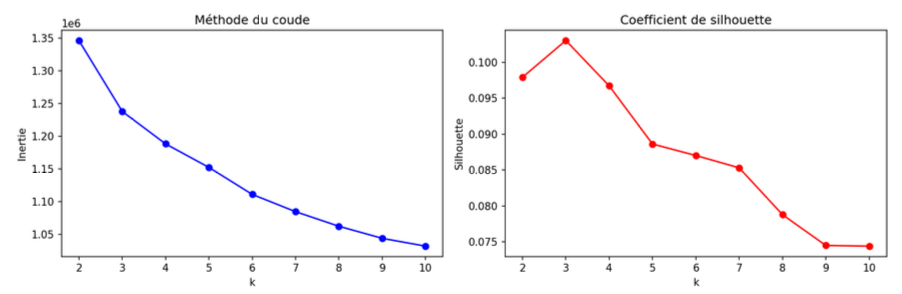 Méthode du coude
1e6
1.35
1.30
1.25
1.20
1.15
1.10
1.05
Inertie
2 3 4 5 6 7 8 9 10
k
Coefficient de silhouette
0.100
0.095
0.090
0.085
0.080
0.075
Silhouette
2 3 4 5 6 7 8 9 10
k